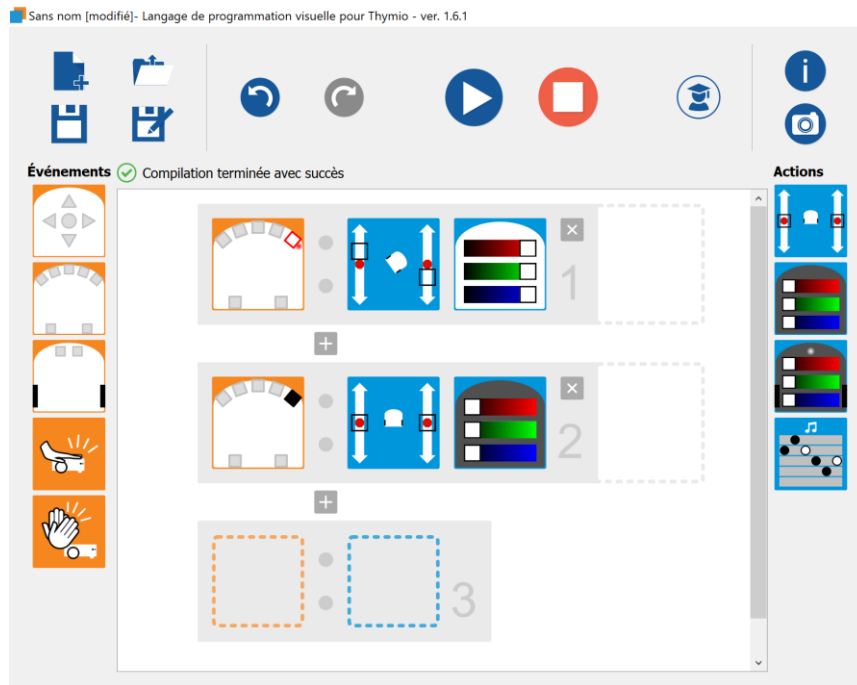 Sans nom [modifié]- Langage de programmation visuelle pour Thymio - ver. 1.6.1
i
Événements
Compilation terminée avec succès
Actions
1
2
3